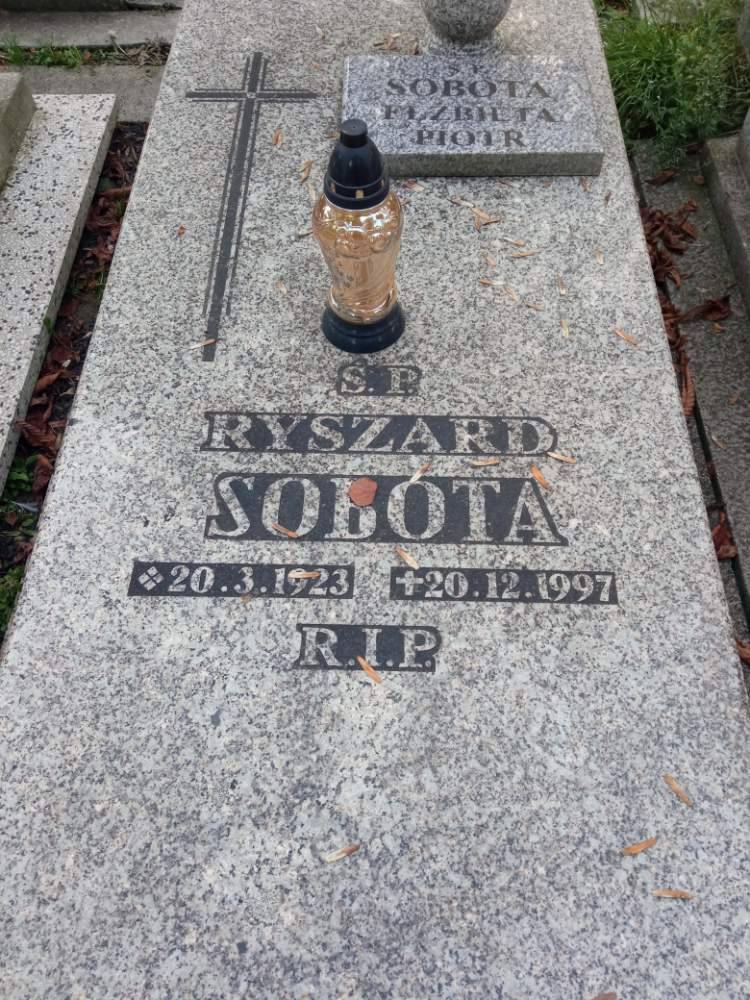 Ś.P.
SOBOTA
ELŻBIETA
PIOTR
Ś.P.
RYSZARD
SOBOTA
20.3.1923 +20.12.1997
R.I.P.